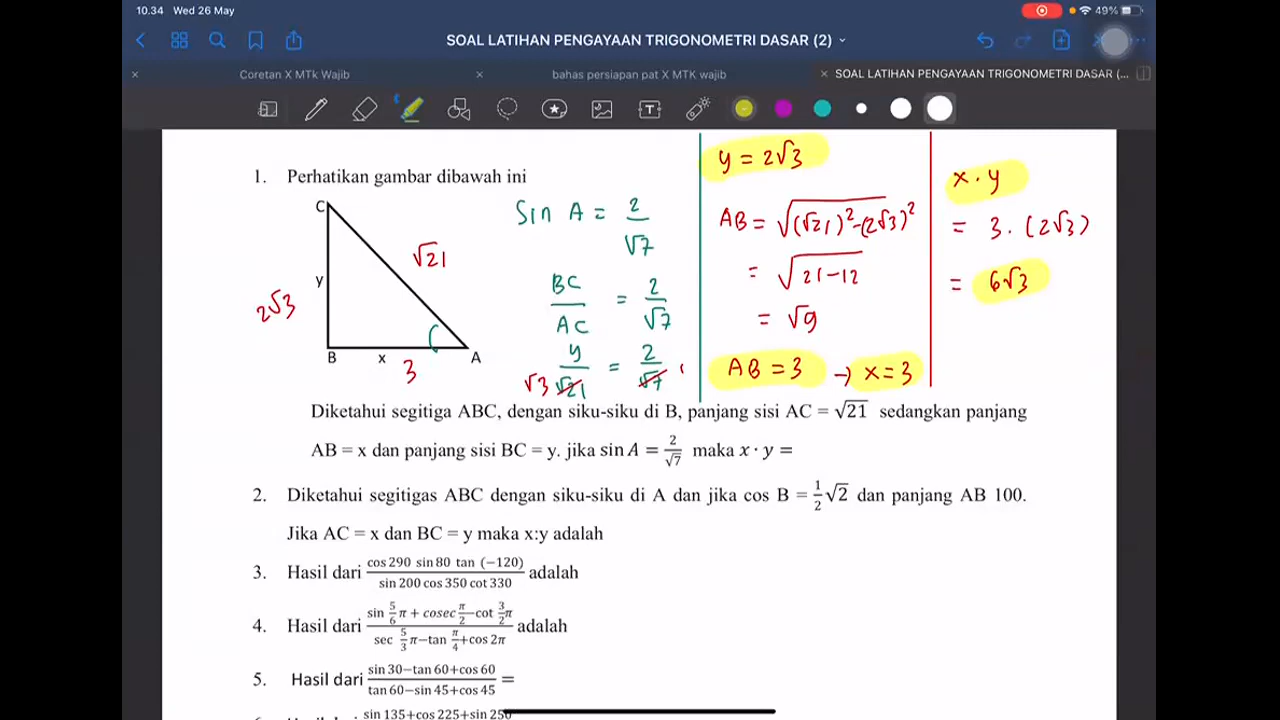 10.34 Wed 26 May
49%
SOAL LATIHAN PENGAYAAN TRIGONOMETRI DASAR (2)
Coretan X MTk Wajib
bahas persiapan pat X MTK wajib
SOAL LATIHAN PENGAYAAN TRIGONOMETRI DASAR (...
1. Perhatikan gambar dibawah ini
C
y
B
x
A
2√3
√21
3
Sin A = 2/√7
BC/AC = 2/√7
y/√21 = 2/√7
√3
y = 2√3
AB = √((√21)²-(2√3)²
= √21-12
= √9
AB = 3 → x = 3
x · y
= 3 · (2√3)
= 6√3
Diketahui segitiga ABC, dengan siku-siku di B, panjang sisi AC = √21 sedangkan panjang
AB = x dan panjang sisi BC = y. jika sin A = 2/√7 maka x · y =
2. Diketahui segitigas ABC dengan siku-siku di A dan jika cos B = 1/2√2 dan panjang AB 100.
Jika AC = x dan BC = y maka x:y adalah
3. Hasil dari cos 290 sin 80 tan (−120) / sin 200 cos 350 cot 330 adalah
4. Hasil dari sin 5/6 π + cosec π/2 − cot 3/2 π / sec 5/3 π − tan π/4 + cos 2π adalah
5. Hasil dari sin 30−tan 60+cos 60 / tan 60−sin 45+cos 45 =
sin 135+cos 225+sin 25